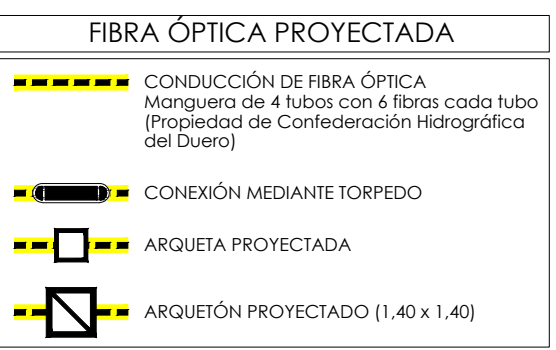 FIBRA ÓPTICA PROYECTADA
CONDUCCIÓN DE FIBRA ÓPTICA
Manguera de 4 tubos con 6 fibras cada tubo
(Propiedad de Confederación Hidrográfica
del Duero)
CONEXIÓN MEDIANTE TORPEDO
ARQUETA PROYECTADA
ARQUETÓN PROYECTADO (1,40 x 1,40)